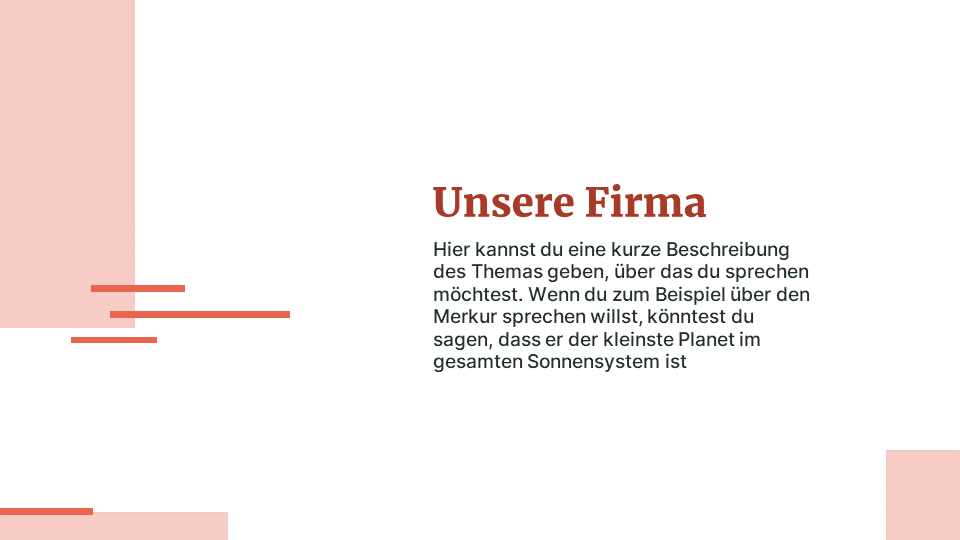 Unsere Firma
Hier kannst du eine kurze Beschreibung
des Themas geben, über das du sprechen
möchtest. Wenn du zum Beispiel über den
Merkur sprechen willst, könntest du
sagen, dass er der kleinste Planet im
gesamten Sonnensystem ist